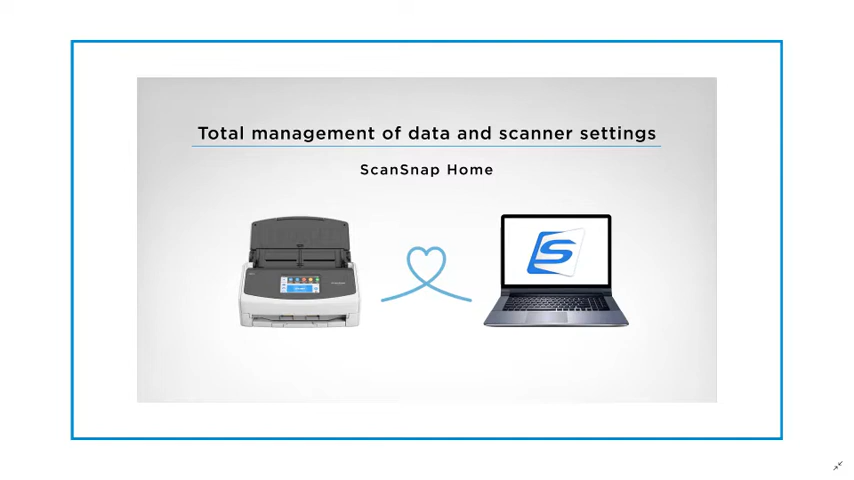 Total management of data and scanner settings
ScanSnap Home
S